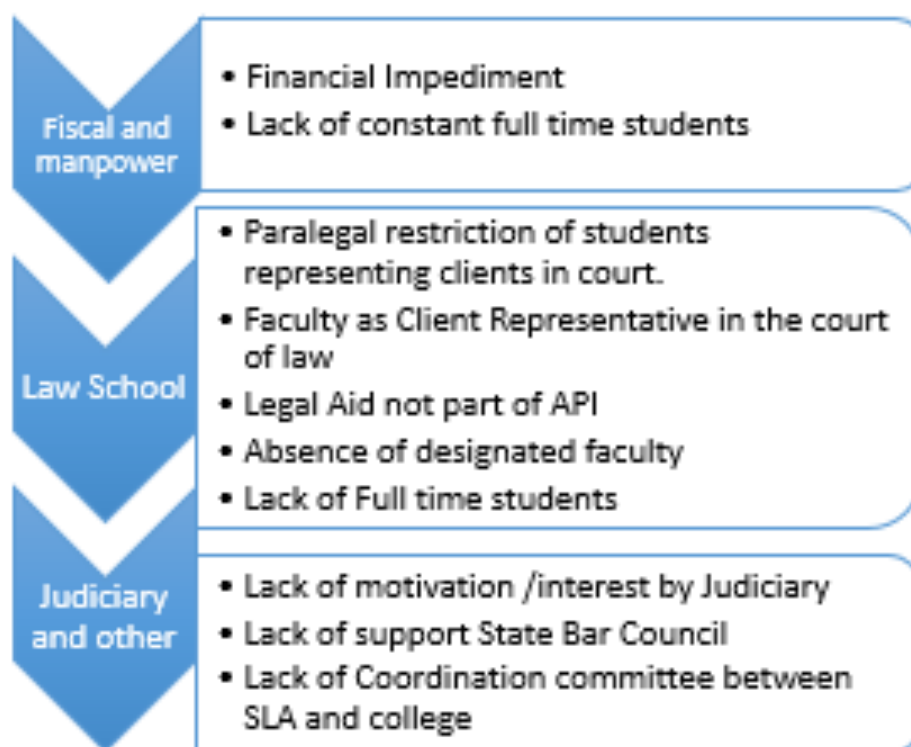 Fiscal and
manpower
• Financial Impediment
• Lack of constant full time students
Law School
• Paralegal restriction of students
representing clients in court.
• Faculty as Client Representative in the court
of law
• Legal Aid not part of API
• Absence of designated faculty
• Lack of Full time students
Judiciary
and other
• Lack of motivation /interest by Judiciary
• Lack of support State Bar Council
• Lack of Coordination committee between
SLA and college